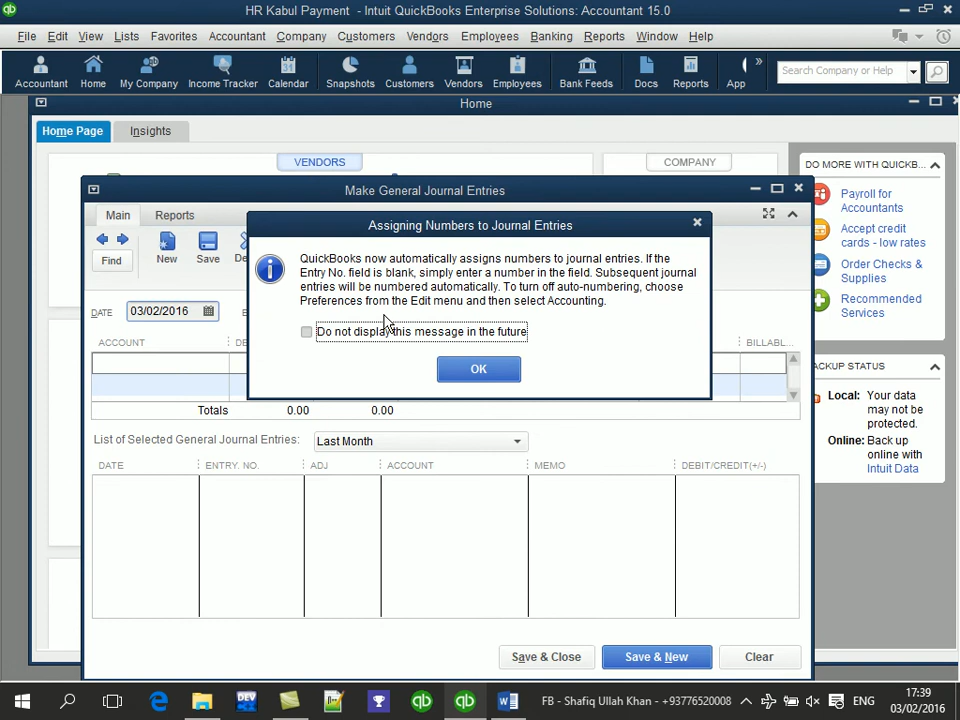 HR Kabul Payment - Intuit QuickBooks Enterprise Solutions: Accountant 15.0
File Edit View Lists Favorites Accountant Company Customers Vendors Employees Banking Reports Window Help
Accountant Home My Company Income Tracker Calendar Snapshots Customers Vendors Employees Bank Feeds Docs Reports App
Search Company or Help
Home
Home Page Insights
VENDORS COMPANY
DO MORE WITH QUICKB...
Payroll for
Accountants
Accept credit
cards - low rates
Order Checks &
Supplies
Recommended
Services
ACKUP STATUS
Local: Your data
may not be
protected.
Online: Back up
online with
Intuit Data
Make General Journal Entries
Main Reports
Find New Save De
Assigning Numbers to Journal Entries
QuickBooks now automatically assigns numbers to journal entries. If the
Entry No. field is blank, simply enter a number in the field. Subsequent journal
entries will be numbered automatically. To turn off auto-numbering, choose
Preferences from the Edit menu and then select Accounting.
Do not display this message in the future
OK
DATE 03/02/2016 E
ACCOUNT DE BILLABL...
Totals 0.00 0.00
List of Selected General Journal Entries: Last Month
DATE ENTRY. NO. ADJ ACCOUNT MEMO DEBIT/CREDIT(+/-)
Save & Close Save & New Clear
FB - Shafiq Ullah Khan - +93776520008
ENG
17:39
03/02/2016